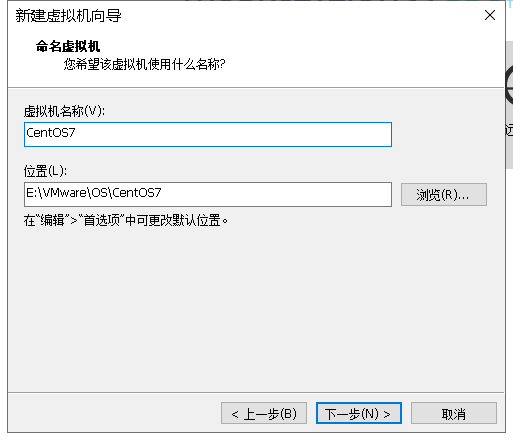 新建虚拟机向导
命名虚拟机
您希望该虚拟机使用什么名称?
虚拟机名称(V):
CentOS7
位置(L):
E:\VMware\OS\CentOS7
浏览(R)...
在“编辑”>“首选项”中可更改默认位置。
< 上一步(B)
下一步(N) >
取消